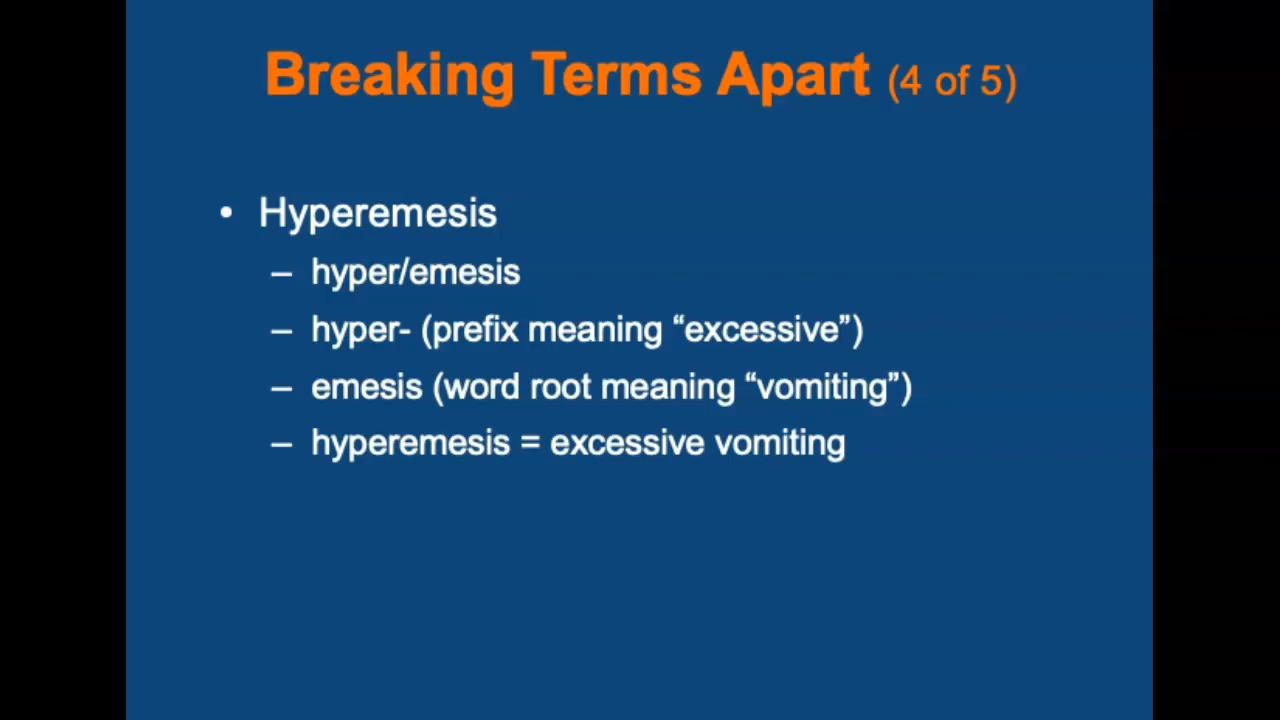 Breaking Terms Apart (4 of 5)
• Hyperemesis
– hyper/emesis
– hyper- (prefix meaning “excessive”)
– emesis (word root meaning “vomiting”)
– hyperemesis = excessive vomiting